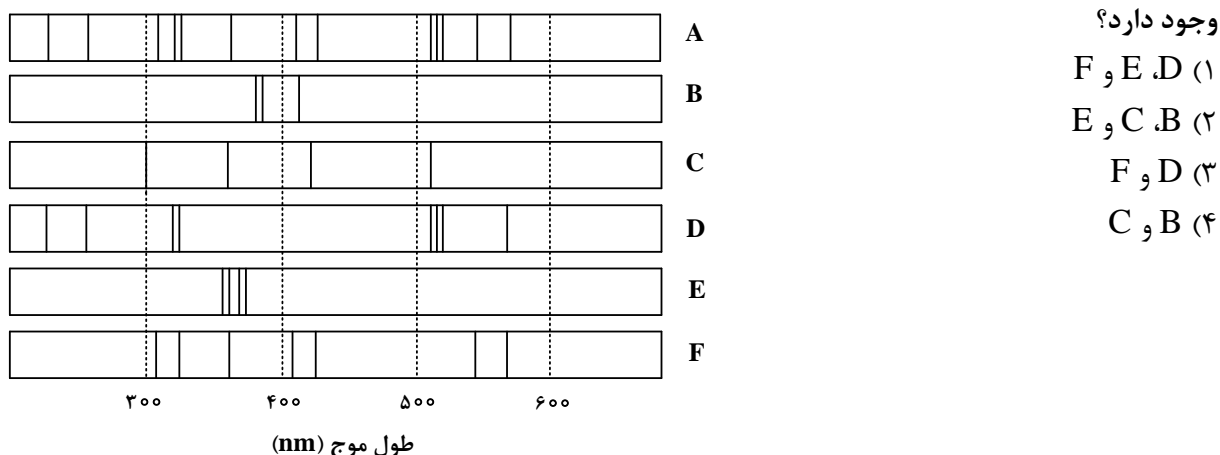 وجود دارد؟
۱) D، E و F
۲) B، C و E
۳) D و F
۴) B و C
A
B
C
D
E
F
۳۰۰ ۴۰۰ ۵۰۰ ۶۰۰
طول موج (nm)